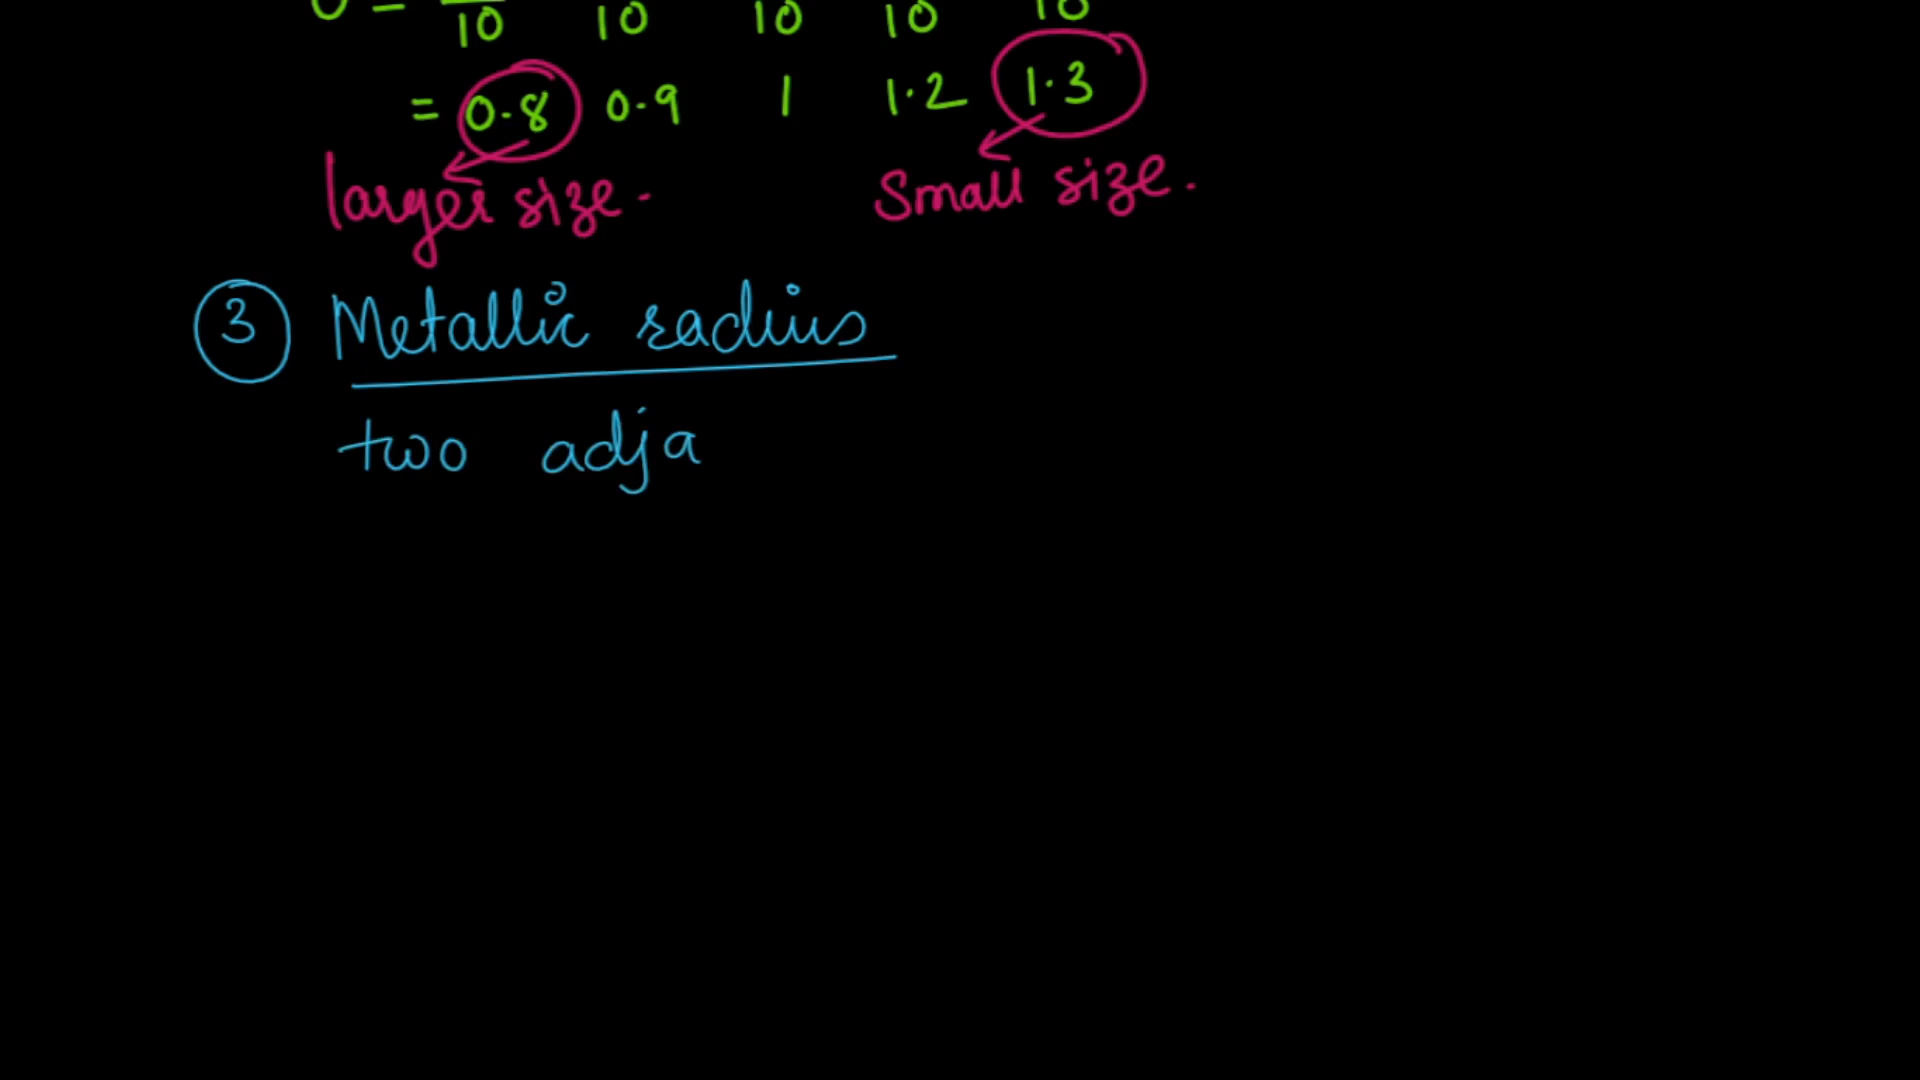 = 10 10 10 10 10
= 0.8 0.9 1 1.2 1.3
larger size. Small size.
3 Metallic radius
two adja